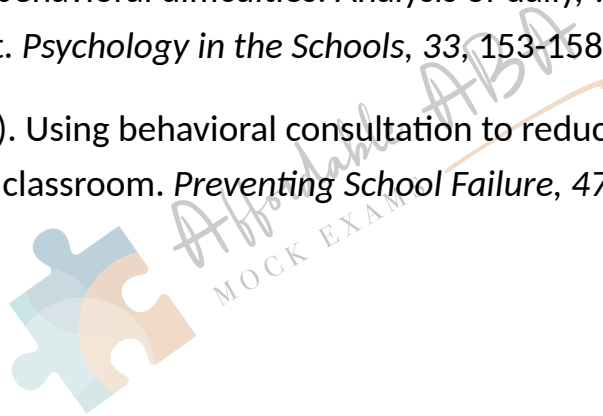 behavioral difficulties: Analysis of daily,
t. Psychology in the Schools, 33, 153-158
). Using behavioral consultation to reduc
classroom. Preventing School Failure, 47
Affordable ABA
MOCK EXAMS